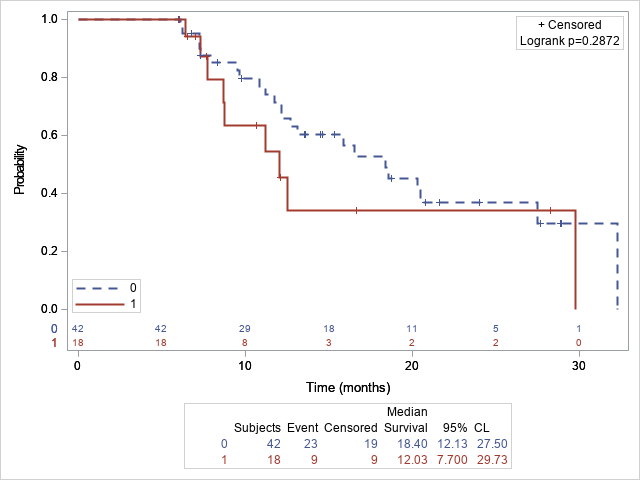 1.0
+ Censored
Logrank p=0.2872
0.8
0.6
Probability
0.4
0.2
0
1
0.0
0 42 42 29 18 11 5 1
1 18 18 8 3 2 2 0
0 10 20 30
Time (months)
Median
Subjects Event Censored Survival 95% CL
0 42 23 19 18.40 12.13 27.50
1 18 9 9 12.03 7.700 29.73